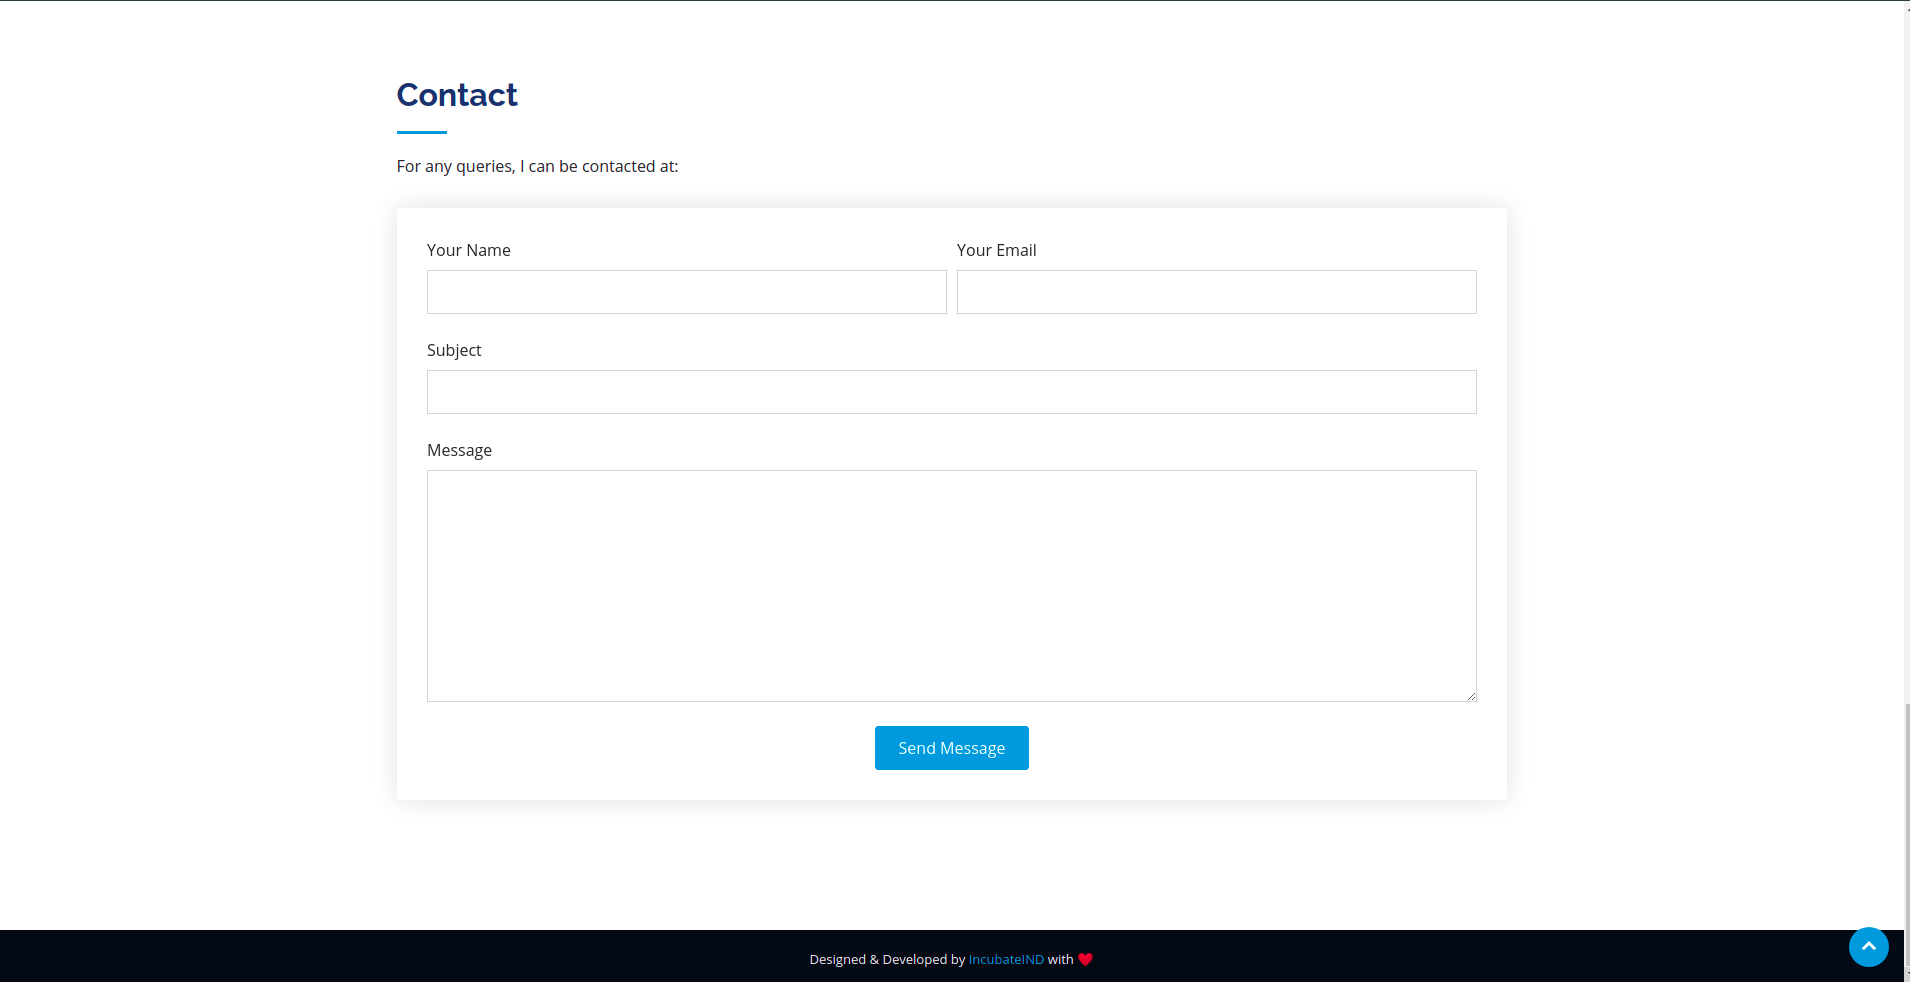 Contact
For any queries, I can be contacted at:
Your Name
Your Email
Subject
Message
Send Message
Designed & Developed by IncubateIND with ❤️